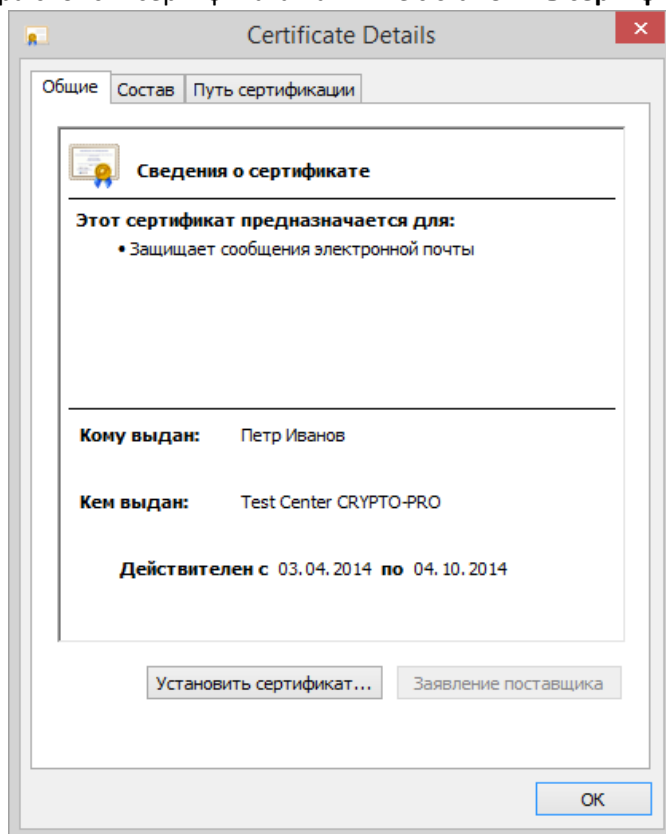 Certificate Details
Общие Состав Путь сертификации
Сведения о сертификате
Этот сертификат предназначается для:
• Защищает сообщения электронной почты
Кому выдан: Петр Иванов
Кем выдан: Test Center CRYPTO-PRO
Действителен с 03.04.2014 по 04.10.2014
Установить сертификат... Заявление поставщика
OK